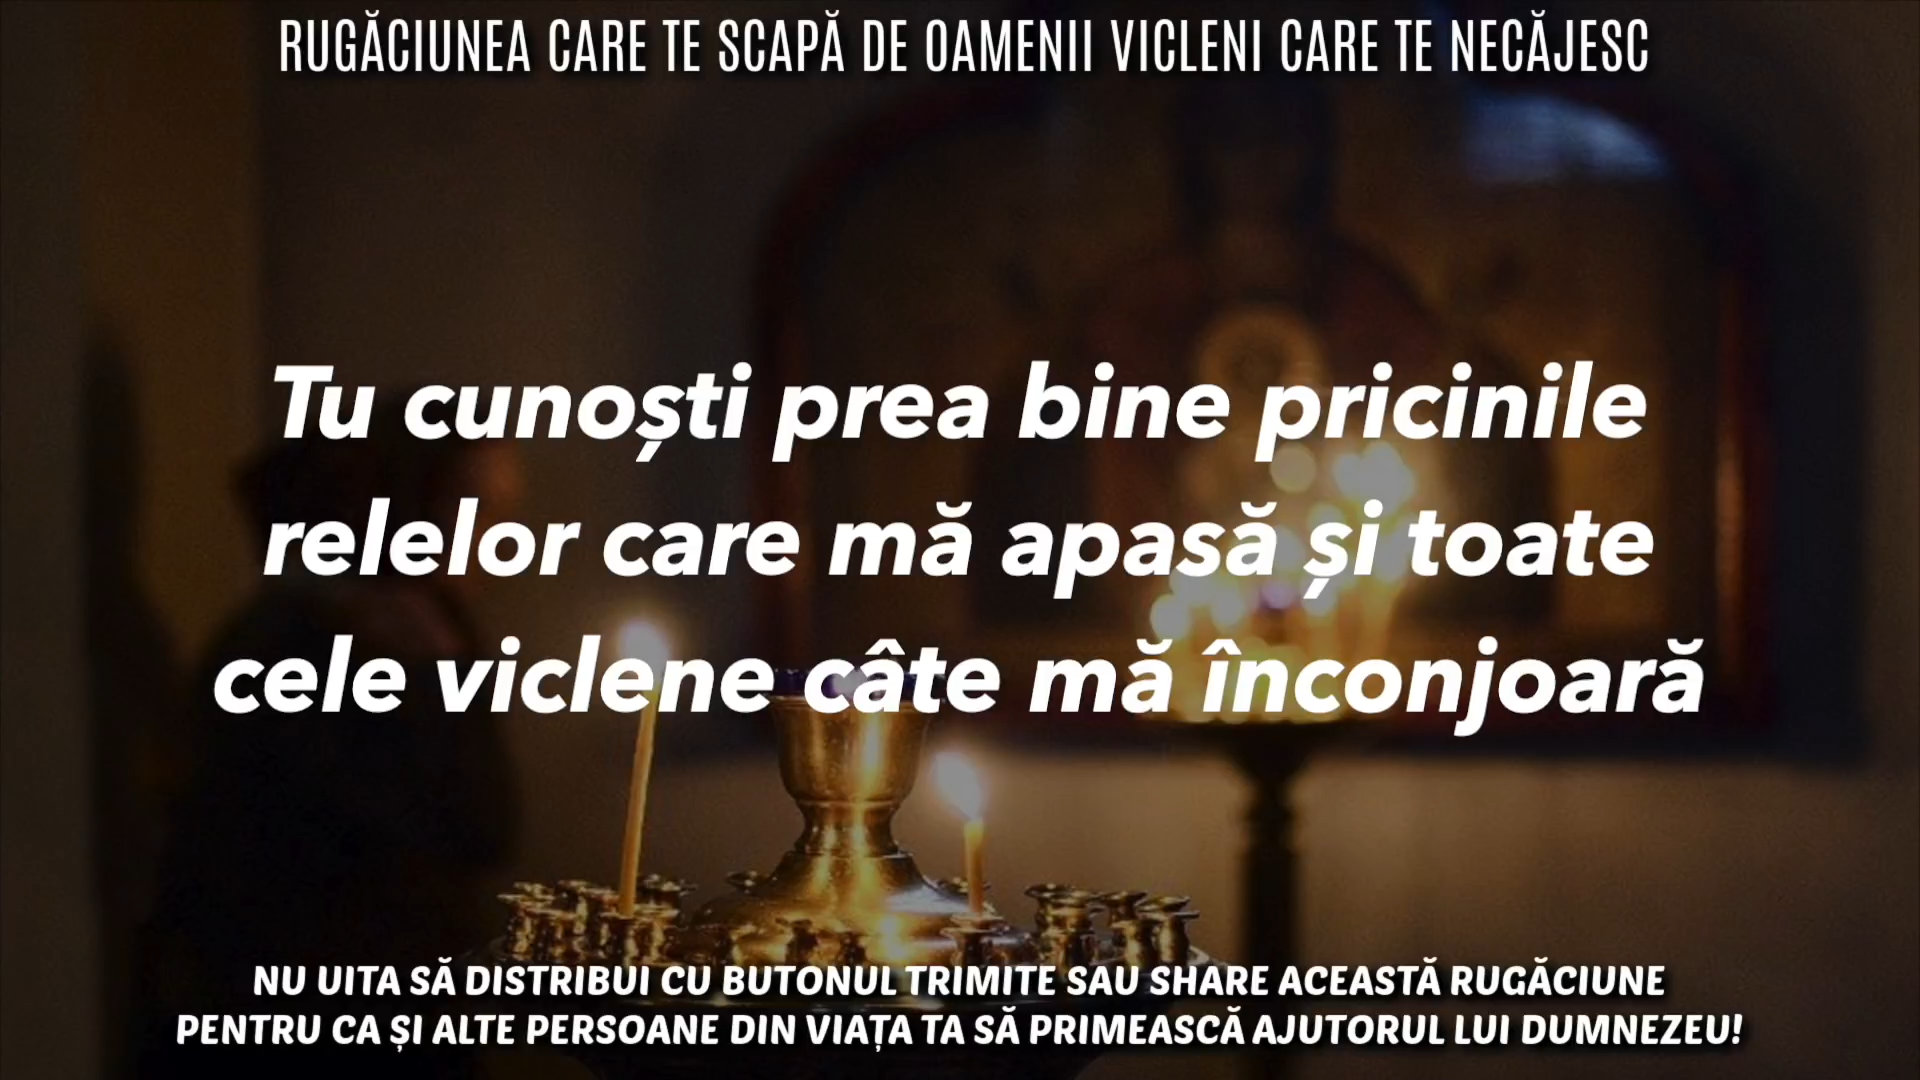 RUGĂCIUNEA CARE TE SCAPĂ DE OAMENII VICLENI CARE TE NECĂJESC
Tu cunoști prea bine pricinile
relelor care mă apasă și toate
cele viclene câte mă înconjoară
NU UITA SĂ DISTRIBUI CU BUTONUL TRIMITE SAU SHARE ACEASTĂ RUGĂCIUNE
PENTRU CA ȘI ALTE PERSOANE DIN VIAȚA TA SĂ PRIMEASCĂ AJUTORUL LUI DUMNEZEU!